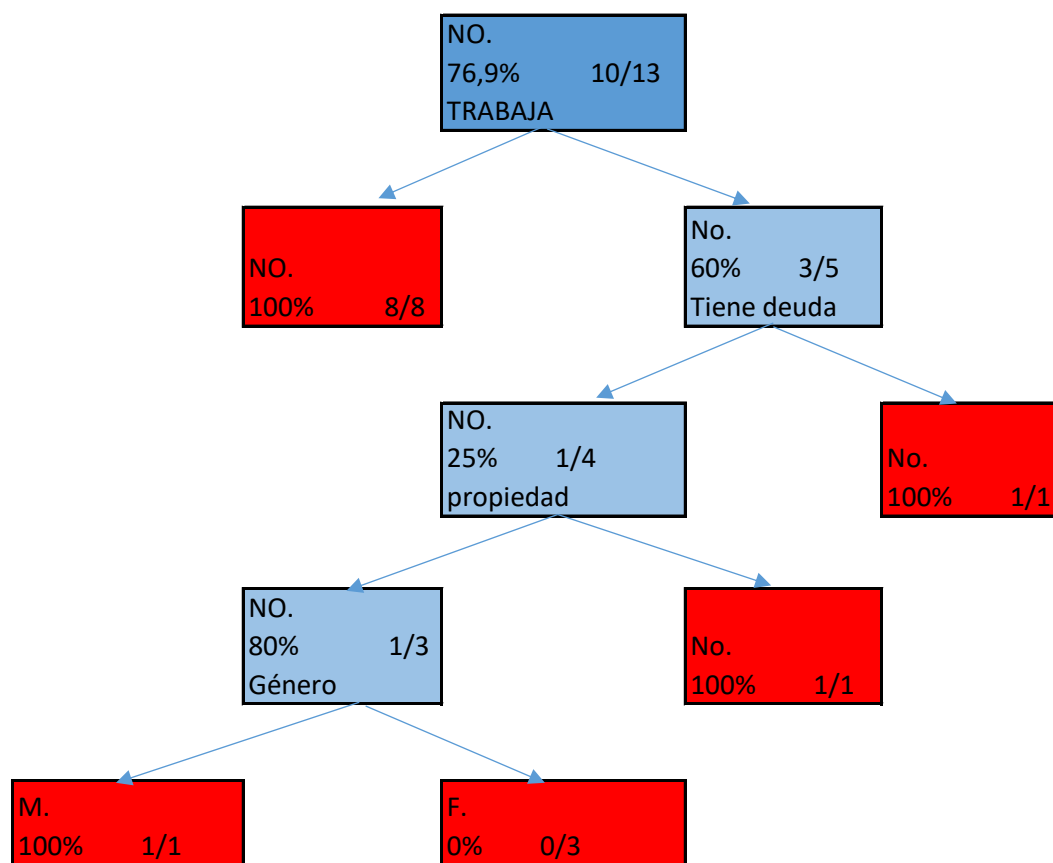 NO.
76,9% 10/13
TRABAJA
NO.
100% 8/8
No.
60% 3/5
Tiene deuda
NO.
25% 1/4
propiedad
No.
100% 1/1
NO.
80% 1/3
Género
No.
100% 1/1
M.
100% 1/1
F.
0% 0/3